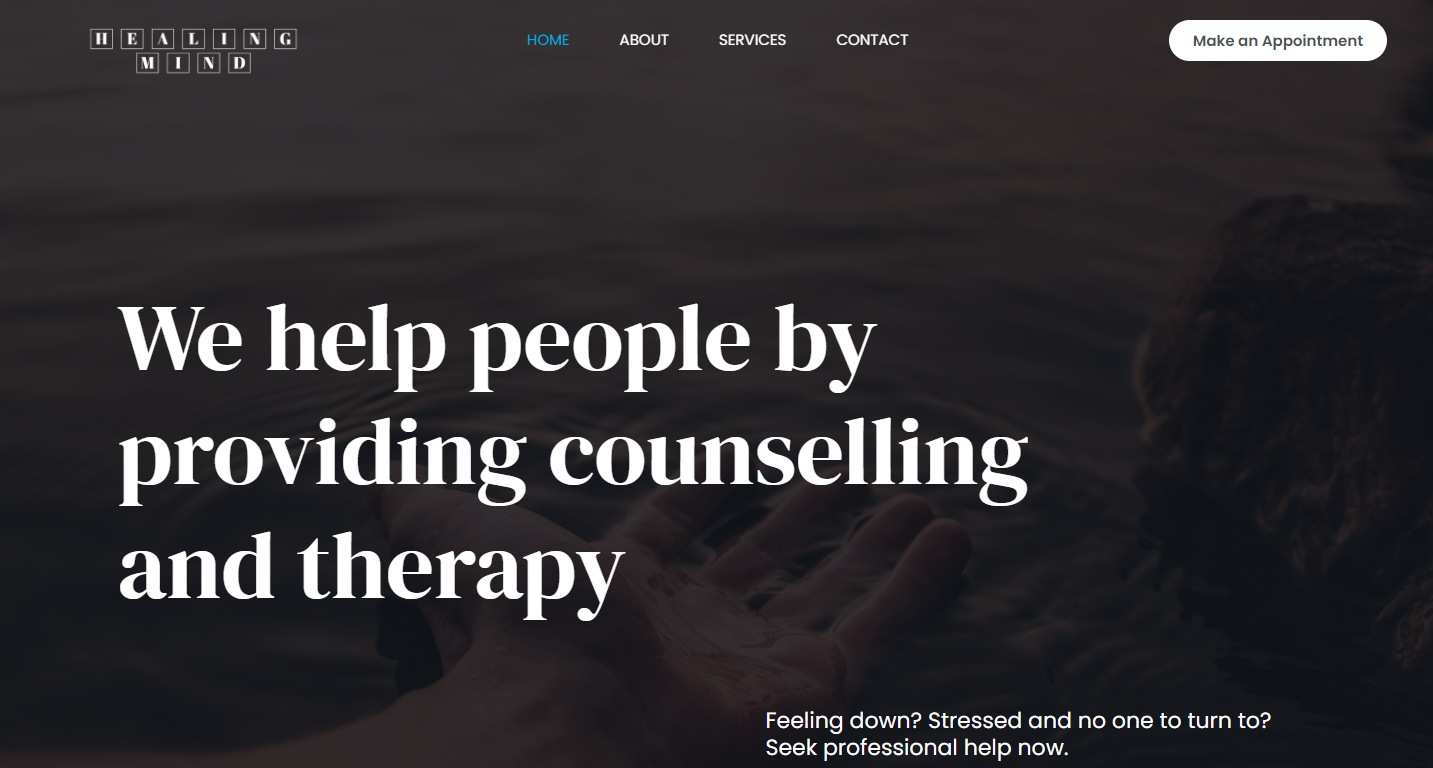 HEALING
MIND
HOME
ABOUT
SERVICES
CONTACT
Make an Appointment
We help people by
providing counselling
and therapy
Feeling down? Stressed and no one to turn to?
Seek professional help now.